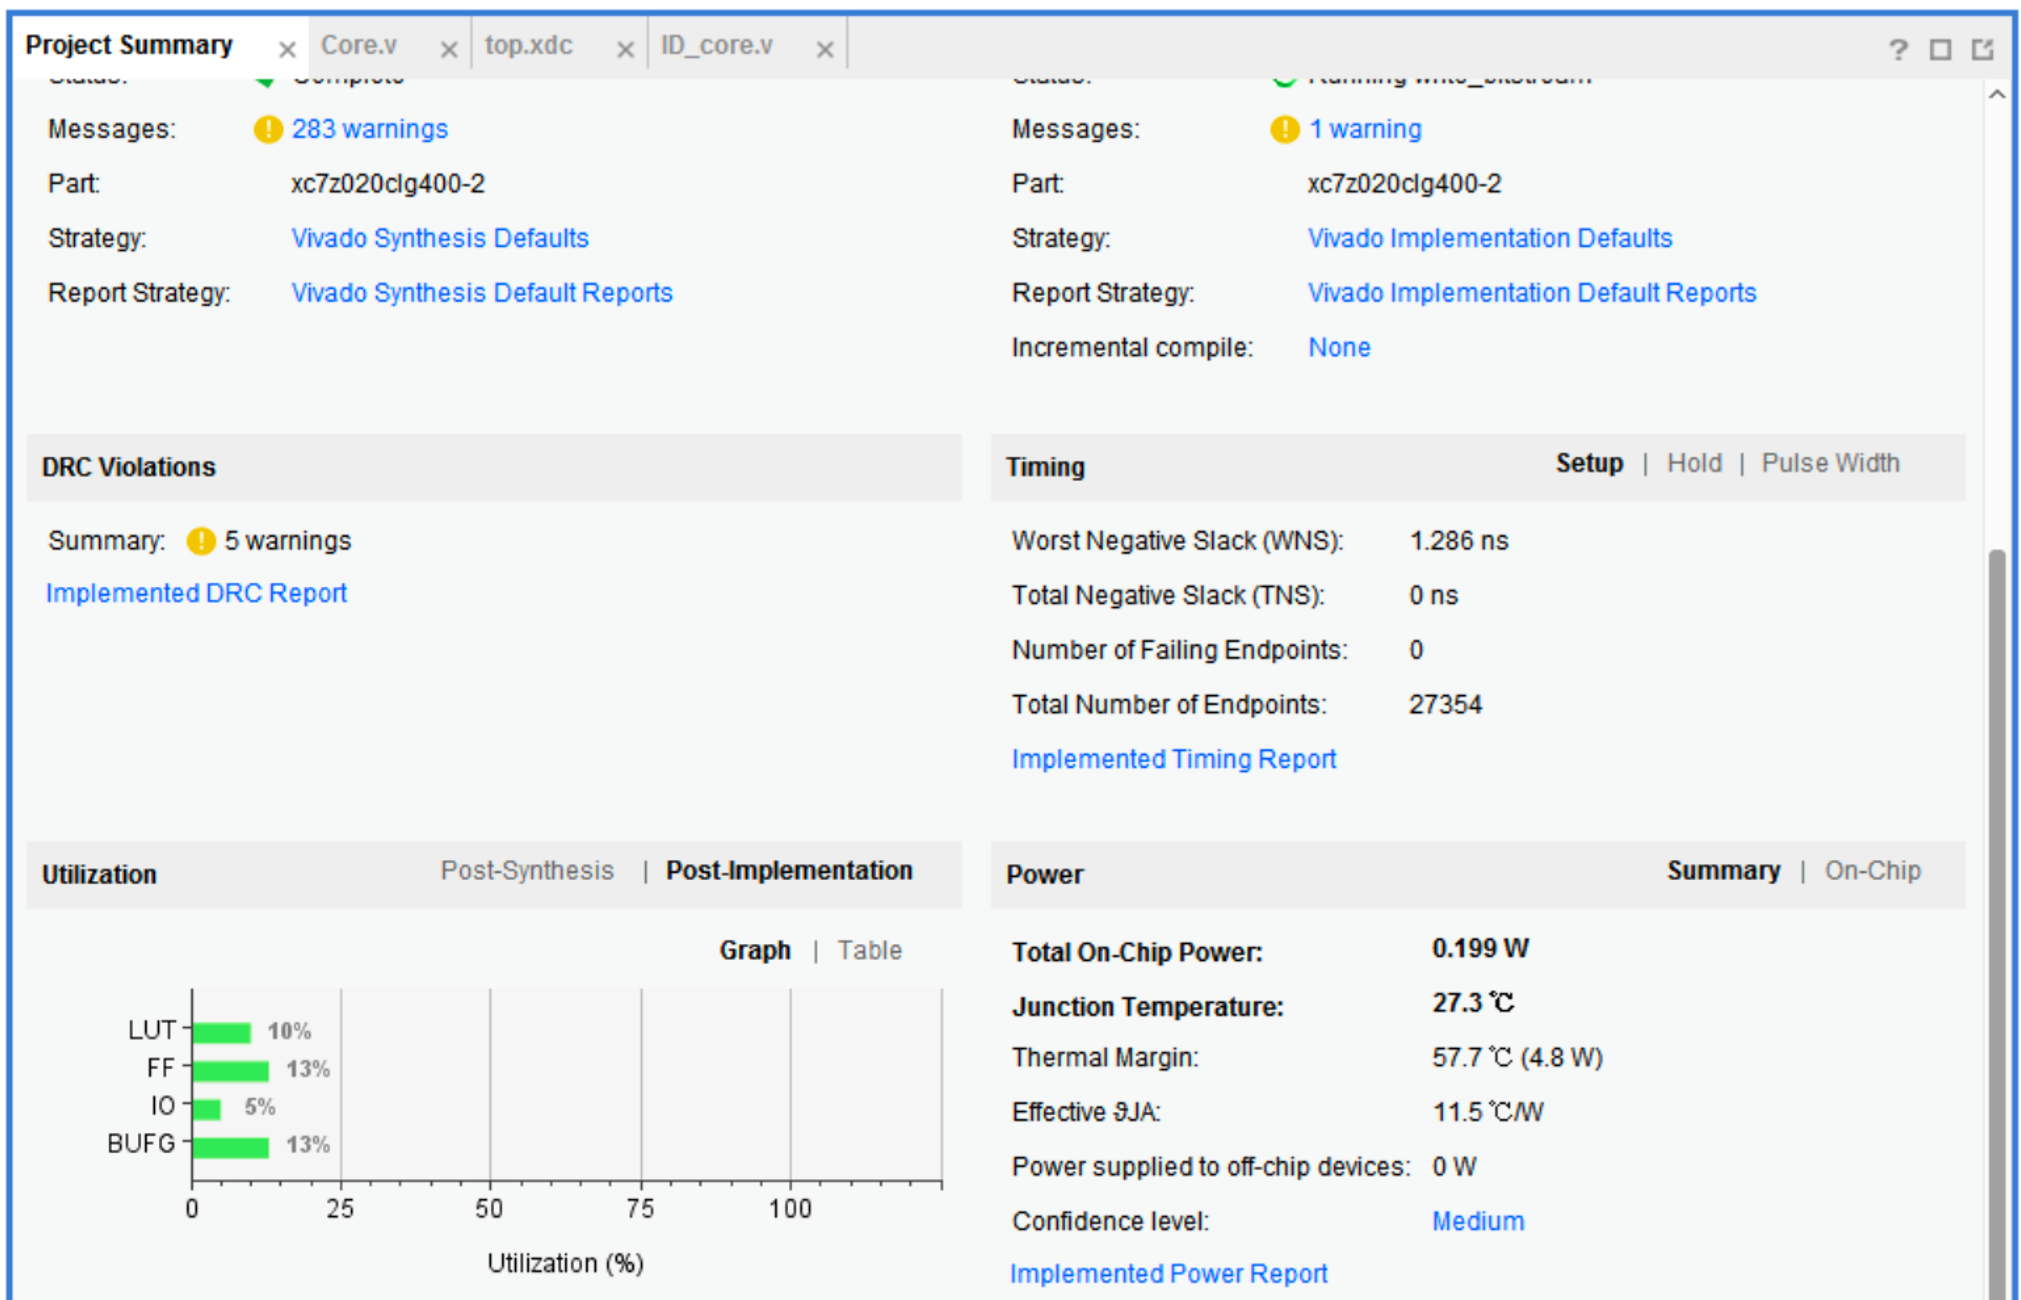 Project Summary Core.v top.xdc ID_core.v
Status: Complete
Messages: 283 warnings
Part: xc7z020clg400-2
Strategy: Vivado Synthesis Defaults
Report Strategy: Vivado Synthesis Default Reports
Status: Running write_bitstream
Messages: 1 warning
Part: xc7z020clg400-2
Strategy: Vivado Implementation Defaults
Report Strategy: Vivado Implementation Default Reports
Incremental compile: None
DRC Violations
Summary: 5 warnings
Implemented DRC Report
Timing Setup | Hold | Pulse Width
Worst Negative Slack (WNS): 1.286 ns
Total Negative Slack (TNS): 0 ns
Number of Failing Endpoints: 0
Total Number of Endpoints: 27354
Implemented Timing Report
Utilization Post-Synthesis | Post-Implementation
Graph | Table
LUT 10%
FF 13%
IO 5%
BUFG 13%
0 25 50 75 100
Utilization (%)
Power Summary | On-Chip
Total On-Chip Power: 0.199 W
Junction Temperature: 27.3 ℃
Thermal Margin: 57.7 ℃ (4.8 W)
Effective ϑJA: 11.5 ℃/W
Power supplied to off-chip devices: 0 W
Confidence level: Medium
Implemented Power Report